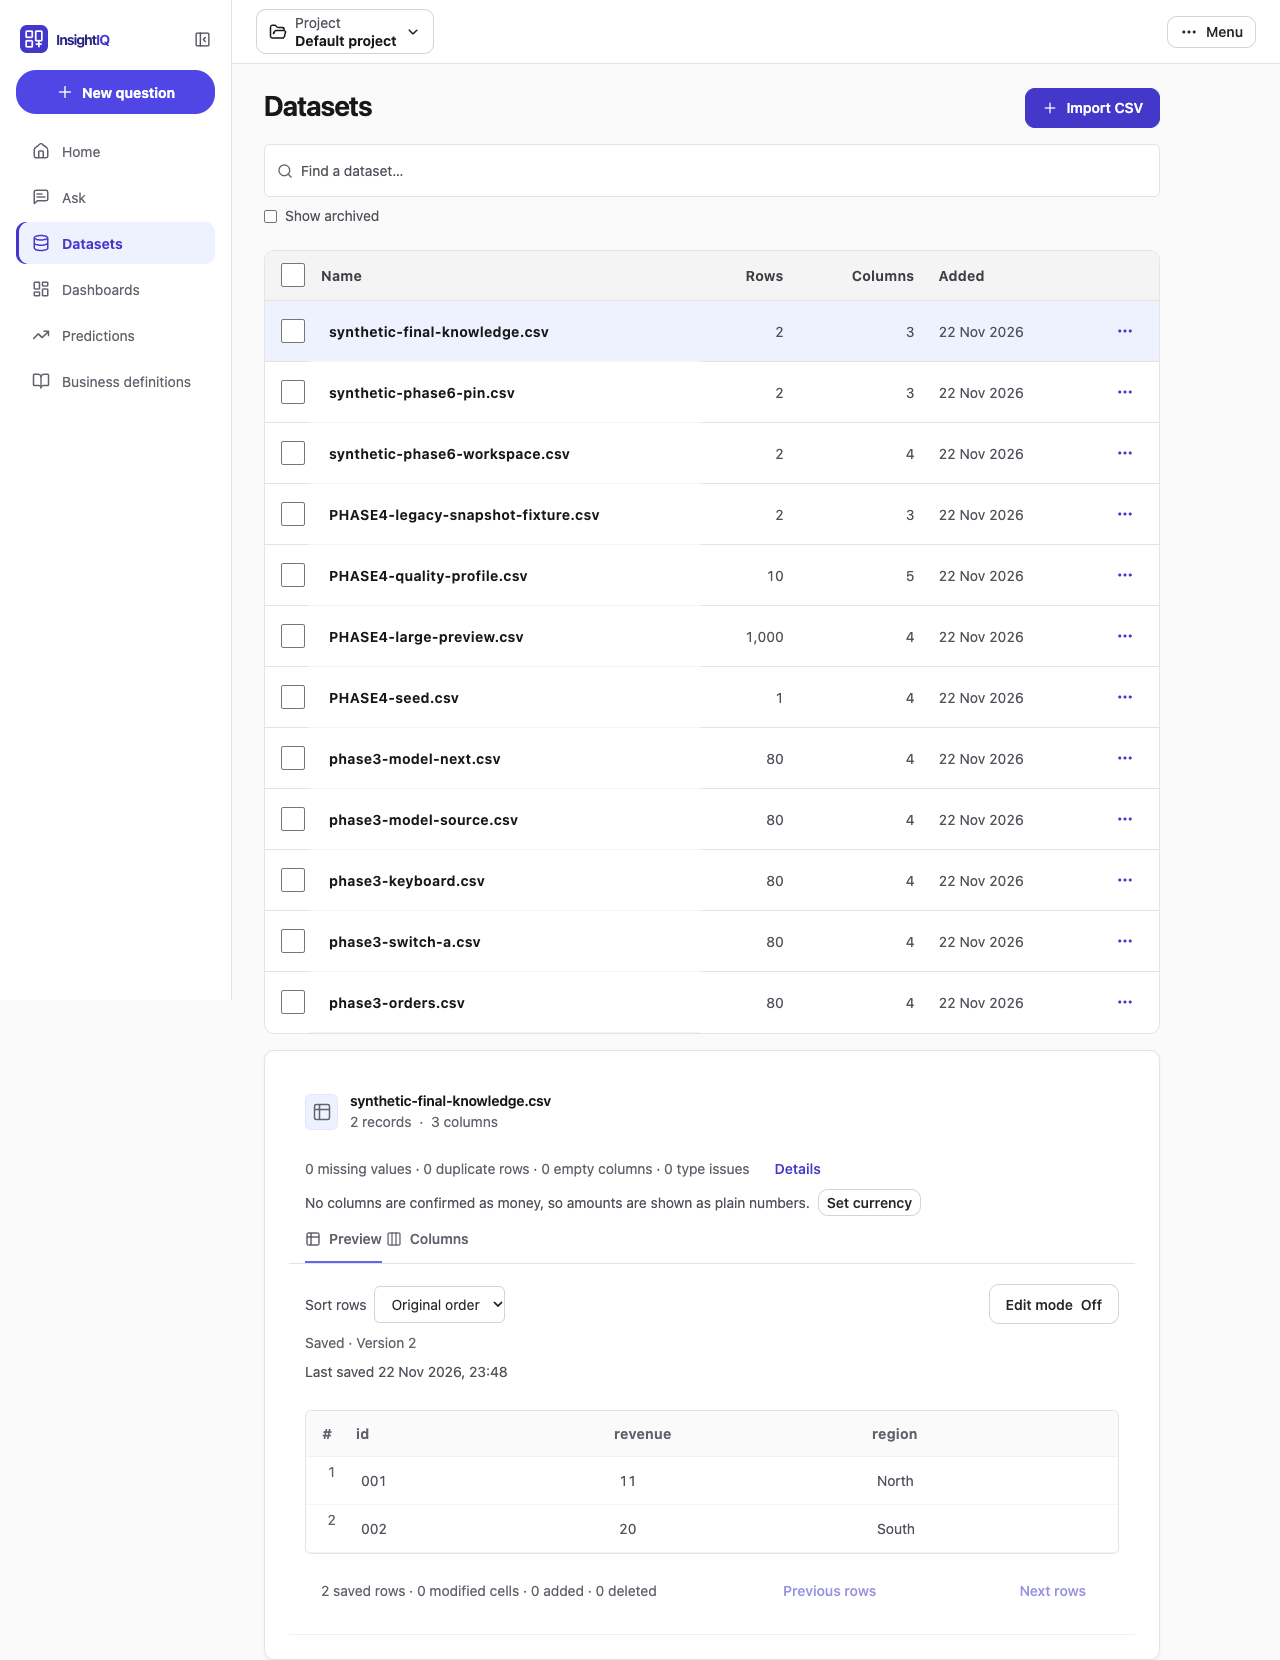 InsightIQ
Project
Default project
Menu
New question
Home
Ask
Datasets
Dashboards
Predictions
Business definitions
Datasets
Import CSV
Find a dataset...
Show archived
Name Rows Columns Added
synthetic-final-knowledge.csv 2 3 22 Nov 2026
synthetic-phase6-pin.csv 2 3 22 Nov 2026
synthetic-phase6-workspace.csv 2 4 22 Nov 2026
PHASE4-legacy-snapshot-fixture.csv 2 3 22 Nov 2026
PHASE4-quality-profile.csv 10 5 22 Nov 2026
PHASE4-large-preview.csv 1,000 4 22 Nov 2026
PHASE4-seed.csv 1 4 22 Nov 2026
phase3-model-next.csv 80 4 22 Nov 2026
phase3-model-source.csv 80 4 22 Nov 2026
phase3-keyboard.csv 80 4 22 Nov 2026
phase3-switch-a.csv 80 4 22 Nov 2026
phase3-orders.csv 80 4 22 Nov 2026
synthetic-final-knowledge.csv
2 records · 3 columns
0 missing values · 0 duplicate rows · 0 empty columns · 0 type issues Details
No columns are confirmed as money, so amounts are shown as plain numbers. Set currency
Preview Columns
Sort rows Original order Edit mode Off
Saved · Version 2
Last saved 22 Nov 2026, 23:48
# id revenue region
1 001 11 North
2 002 20 South
2 saved rows · 0 modified cells · 0 added · 0 deleted Previous rows Next rows